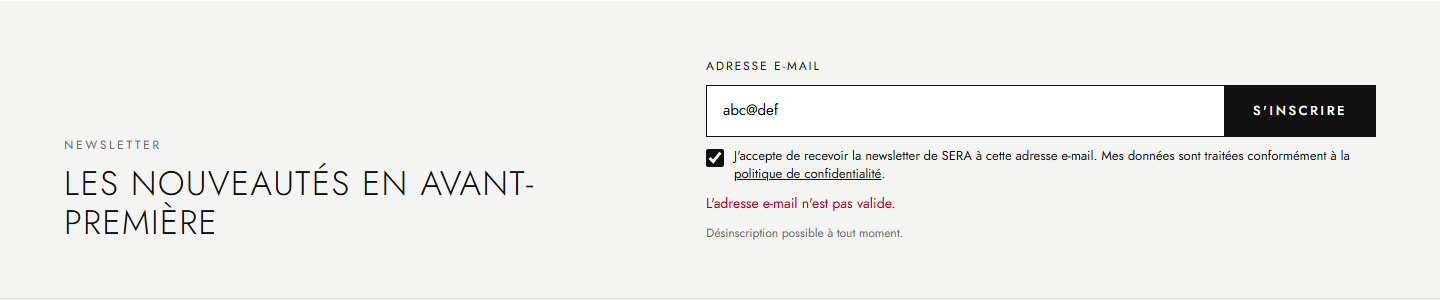 NEWSLETTER
LES NOUVEAUTÉS EN AVANT-
PREMIÈRE
ADRESSE E-MAIL
abc@def
S'INSCRIRE
J'accepte de recevoir la newsletter de SERA à cette adresse e-mail. Mes données sont traitées conformément à la
politique de confidentialité.
L'adresse e-mail n'est pas valide.
Désinscription possible à tout moment.